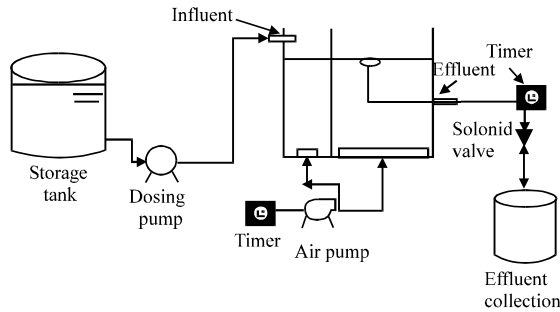 Influent
Timer
Effluent
Solonid
valve
Storage
tank
Dosing
pump
Timer
Air pump
Effluent
collection